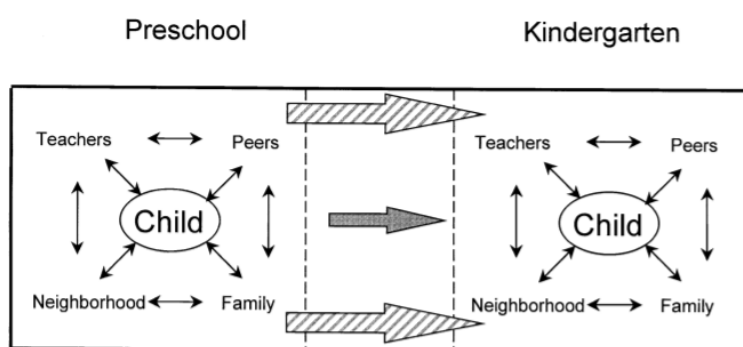 Preschool Kindergarten
Teachers Peers Teachers Peers
Child Child
Neighborhood Family Neighborhood Family